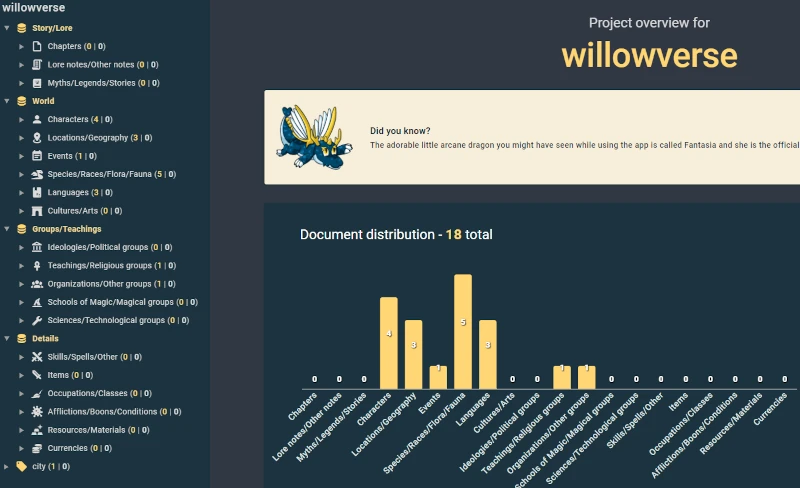 willowverse
Story/Lore
Chapters (0 | 0)
Lore notes/Other notes (0 | 0)
Myths/Legends/Stories (0 | 0)
World
Characters (4 | 0)
Locations/Geography (3 | 0)
Events (1 | 0)
Species/Races/Flora/Fauna (5 | 0)
Languages (3 | 0)
Cultures/Arts (0 | 0)
Groups/Teachings
Ideologies/Political groups (0 | 0)
Teachings/Religious groups (1 | 0)
Organizations/Other groups (1 | 0)
Schools of Magic/Magical groups (0 | 0)
Sciences/Technological groups (0 | 0)
Details
Skills/Spells/Other (0 | 0)
Items (0 | 0)
Occupations/Classes (0 | 0)
Afflictions/Boons/Conditions (0 | 0)
Resources/Materials (0 | 0)
Currencies (0 | 0)
city (1 | 0)
Project overview for
willowverse
Did you know?
The adorable little arcane dragon you might have seen while using the app is called Fantasia and she is the official
Document distribution - 18 total
0 0 0 4 3 1 5 3 0 0 1 1 0 0 0 0 0 0 0 0
Chapters
Lore notes/Other notes
Myths/Legends/Stories
Characters
Locations/Geography
Events
Species/Races/Flora/Fauna
Languages
Cultures/Arts
Ideologies/Political groups
Teachings/Religious groups
Organizations/Other groups
Schools of Magic/Magical groups
Sciences/Technological groups
Skills/Spells/Other
Items
Occupations/Classes
Afflictions/Boons/Conditions
Resources/Materials
Currencies